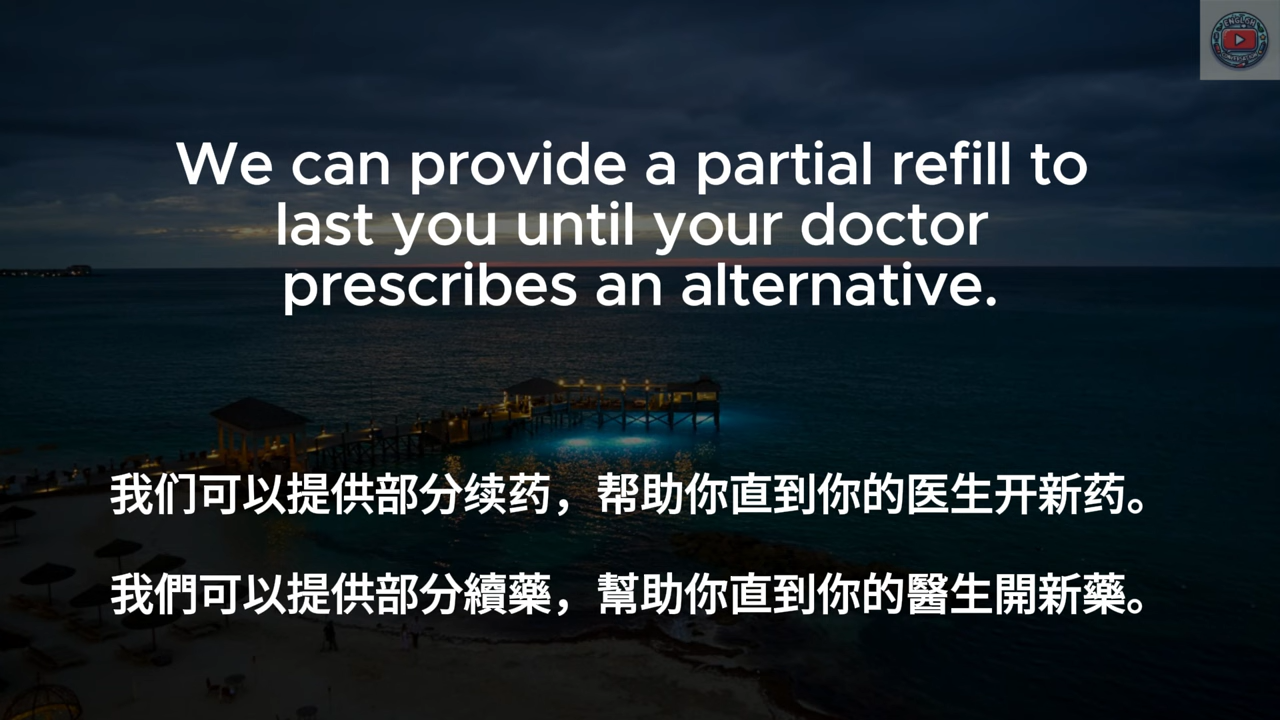 We can provide a partial refill to
last you until your doctor
prescribes an alternative.
我们可以提供部分续药，帮助你直到你的医生开新药。
我們可以提供部分續藥，幫助你直到你的醫生開新藥。
ENGLISH